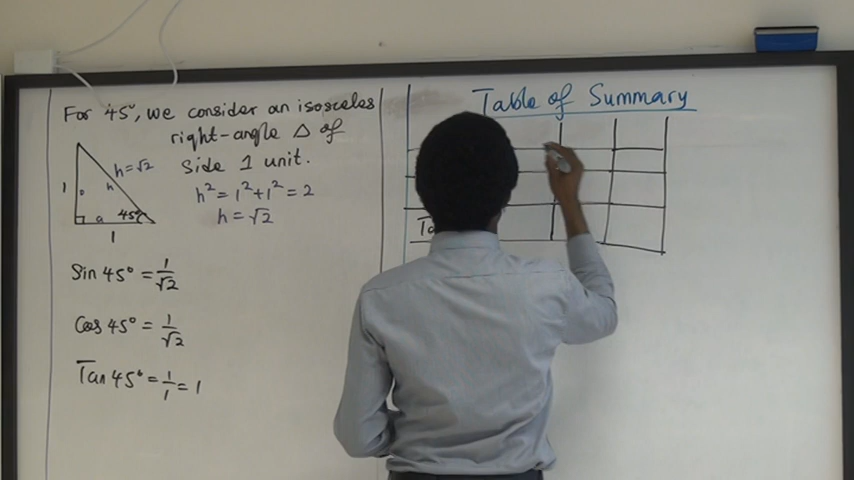 For 45°, we consider an isosceles
right-angle Δ of
side 1 unit.
h=√2
1
o
h
a
45°
1
h² = 1² + 1² = 2
h = √2
Sin 45° = 1/√2
Cos 45° = 1/√2
Tan 45° = 1/1 = 1
Table of Summary